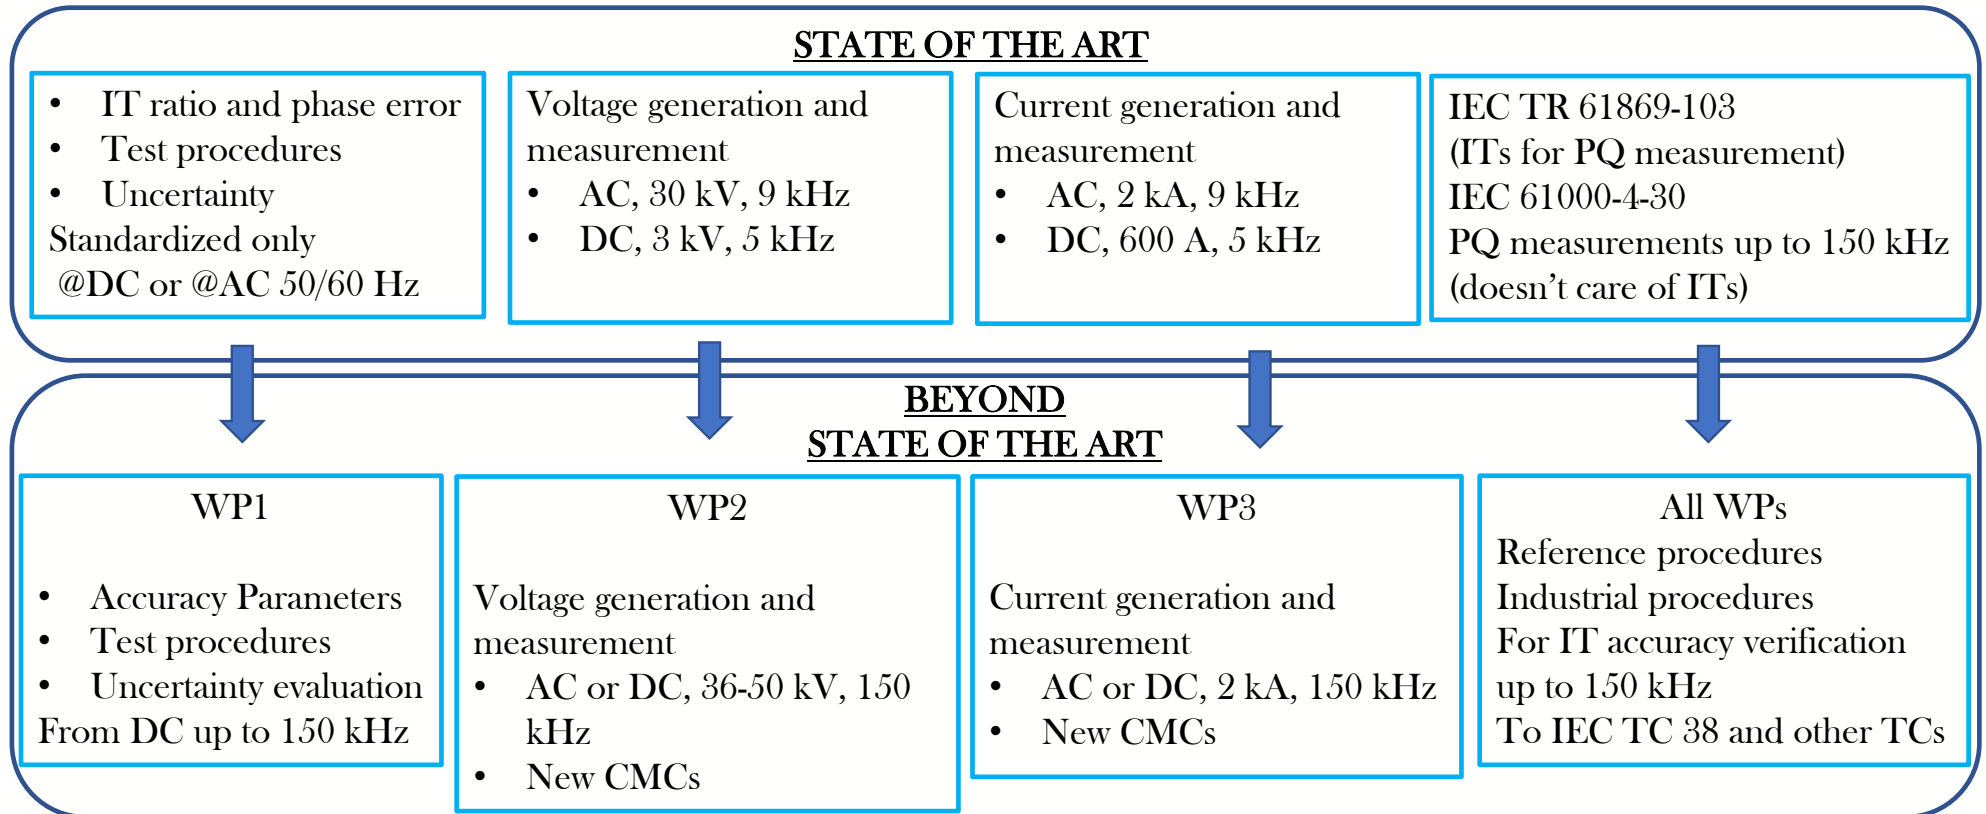 STATE OF THE ART
• IT ratio and phase error
• Test procedures
• Uncertainty
Standardized only
@DC or @AC 50/60 Hz
Voltage generation and
measurement
• AC, 30 kV, 9 kHz
• DC, 3 kV, 5 kHz
Current generation and
measurement
• AC, 2 kA, 9 kHz
• DC, 600 A, 5 kHz
IEC TR 61869-103
(ITs for PQ measurement)
IEC 61000-4-30
PQ measurements up to 150 kHz
(doesn't care of ITs)
BEYOND
STATE OF THE ART
WP1
• Accuracy Parameters
• Test procedures
• Uncertainty evaluation
From DC up to 150 kHz
WP2
Voltage generation and
measurement
• AC or DC, 36-50 kV, 150
kHz
• New CMCs
WP3
Current generation and
measurement
• AC or DC, 2 kA, 150 kHz
• New CMCs
All WPs
Reference procedures
Industrial procedures
For IT accuracy verification
up to 150 kHz
To IEC TC 38 and other TCs